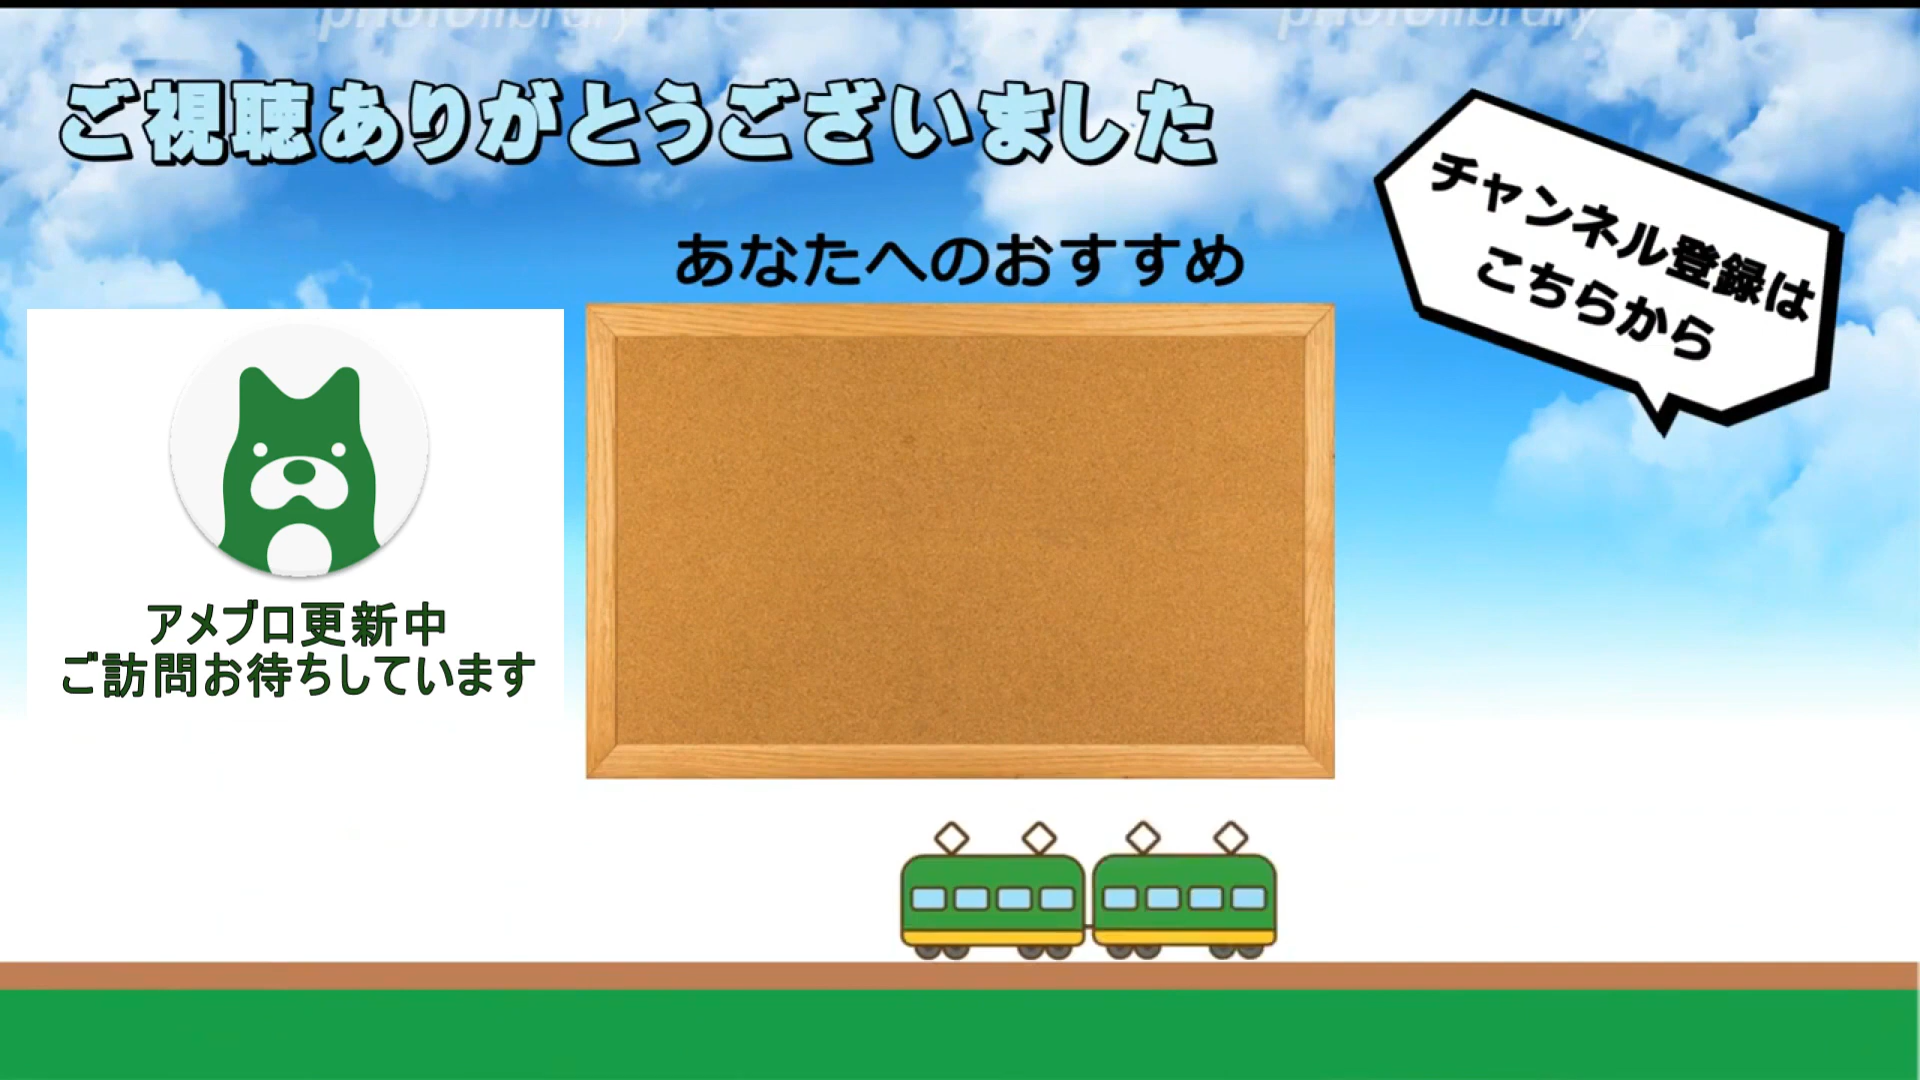 photolibrary photolibrary
ご視聴ありがとうございました
チャンネル登録は
こちらから
あなたへのおすすめ
アメブロ更新中
ご訪問お待ちしています